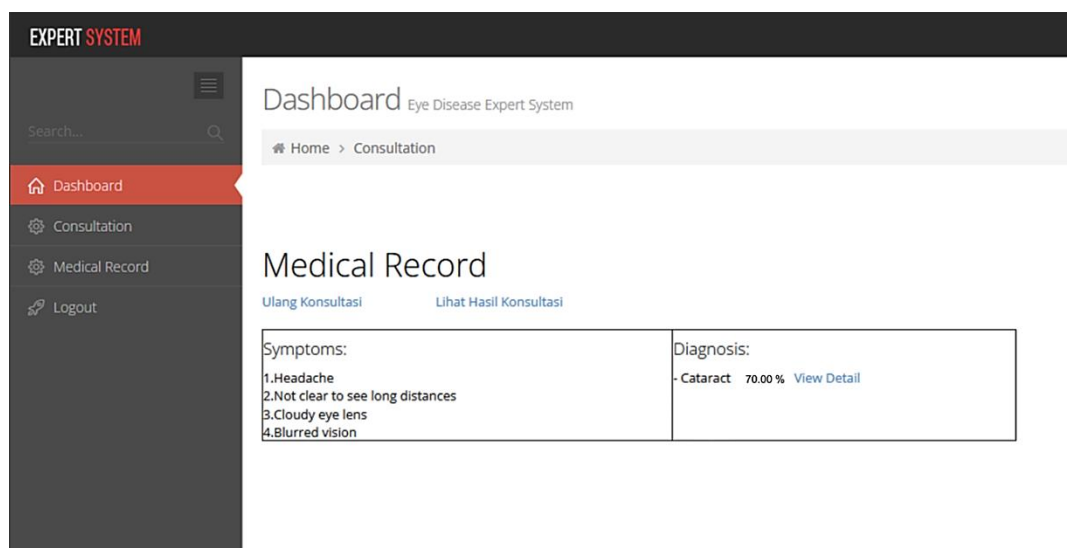 EXPERT SYSTEM
Search...
Dashboard
Consultation
Medical Record
Logout
Dashboard Eye Disease Expert System
Home > Consultation
Medical Record
Ulang Konsultasi Lihat Hasil Konsultasi
Symptoms:
1.Headache
2.Not clear to see long distances
3.Cloudy eye lens
4.Blurred vision
Diagnosis:
- Cataract 70.00 % View Detail